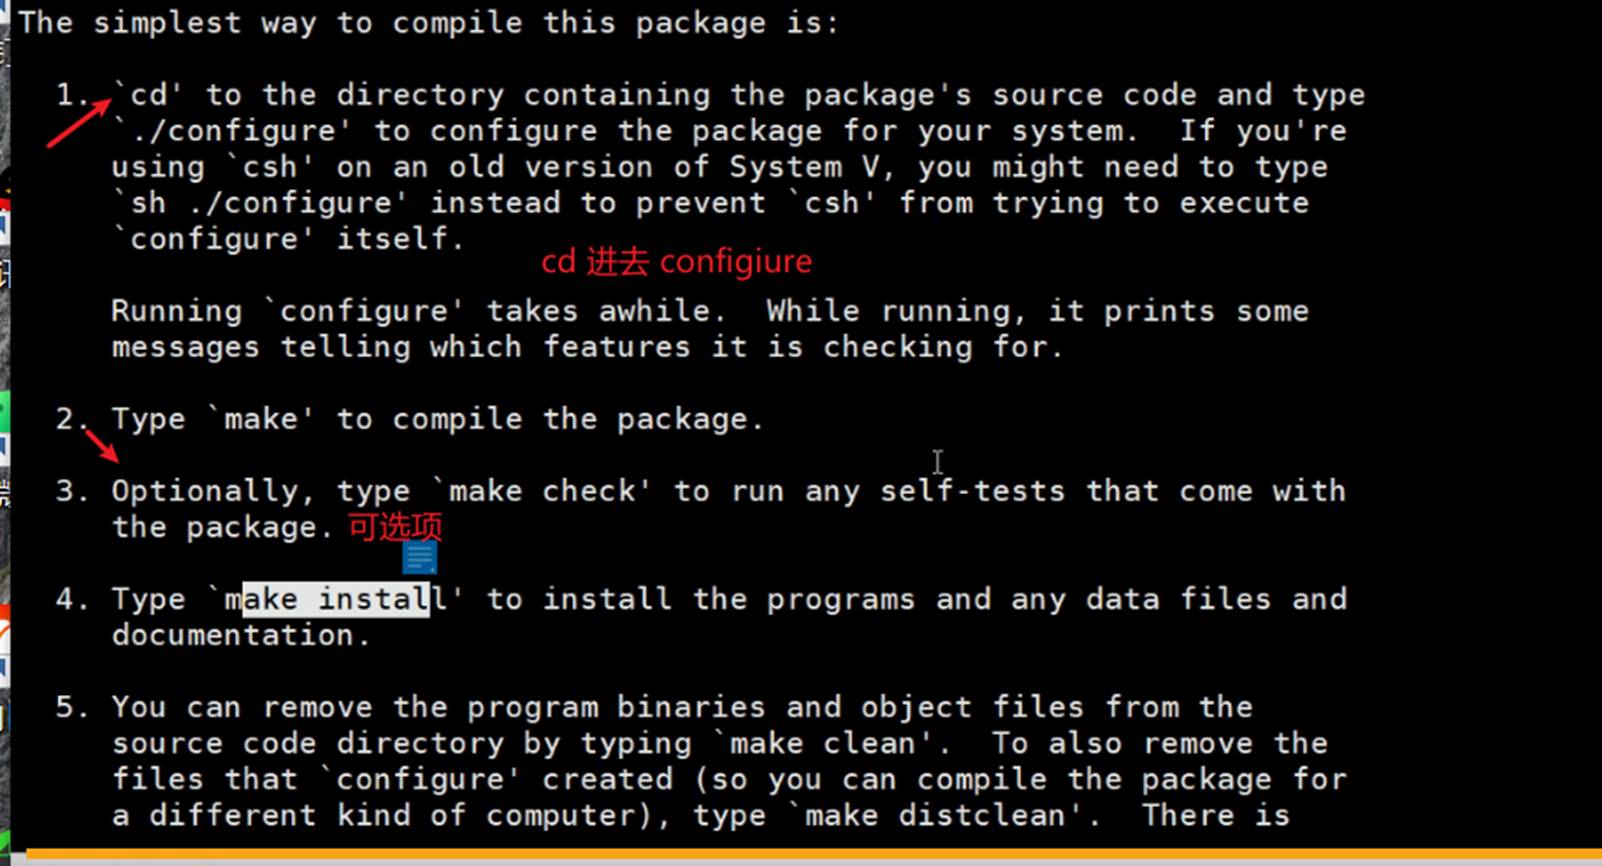 The simplest way to compile this package is:
1. `cd' to the directory containing the package's source code and type
`./configure' to configure the package for your system.  If you're
using `csh' on an old version of System V, you might need to type
`sh ./configure' instead to prevent `csh' from trying to execute
`configure' itself.
cd 进去 configiure
Running `configure' takes awhile.  While running, it prints some
messages telling which features it is checking for.
2. Type `make' to compile the package.
3. Optionally, type `make check' to run any self-tests that come with
the package. 可选项
4. Type `make install' to install the programs and any data files and
documentation.
5. You can remove the program binaries and object files from the
source code directory by typing `make clean'.  To also remove the
files that `configure' created (so you can compile the package for
a different kind of computer), type `make distclean'.  There is